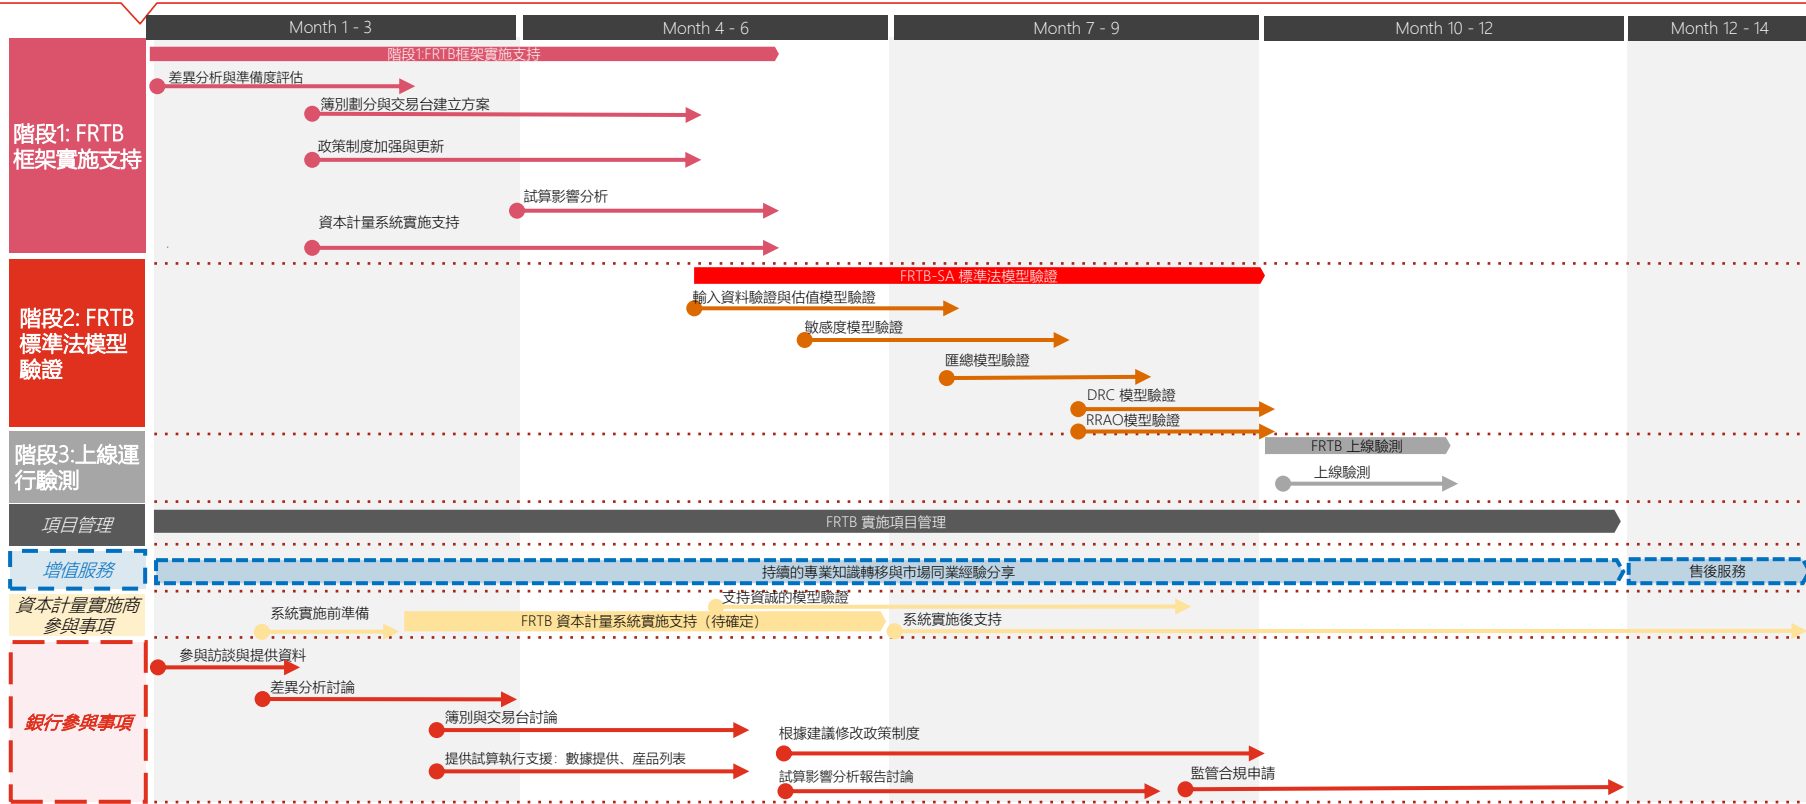 Month 1 - 3
Month 4 - 6
Month 7 - 9
Month 10 - 12
Month 12 - 14
階段1: FRTB
框架實施支持
階段1:FRTB框架實施支持
差異分析與準備度評估
簿別劃分與交易台建立方案
政策制度加强與更新
試算影響分析
資本計量系統實施支持
階段2: FRTB
標準法模型
驗證
FRTB-SA 標準法模型驗證
輸入資料驗證與估值模型驗證
敏感度模型驗證
匯總模型驗證
DRC 模型驗證
RRAO模型驗證
階段3:上線運
行驗測
FRTB 上線驗測
上線驗測
項目管理
FRTB 實施項目管理
增值服務
持續的專業知識轉移與市場同業經驗分享
售後服務
資本計量實施商
參與事項
系統實施前準備
FRTB 資本計量系統實施支持（待確定）
支持資誠的模型驗證
系統實施後支持
銀行參與事項
參與訪談與提供資料
差異分析討論
簿別與交易台討論
提供試算執行支援：數據提供、産品列表
根據建議修改政策制度
試算影響分析報告討論
監管合規申請